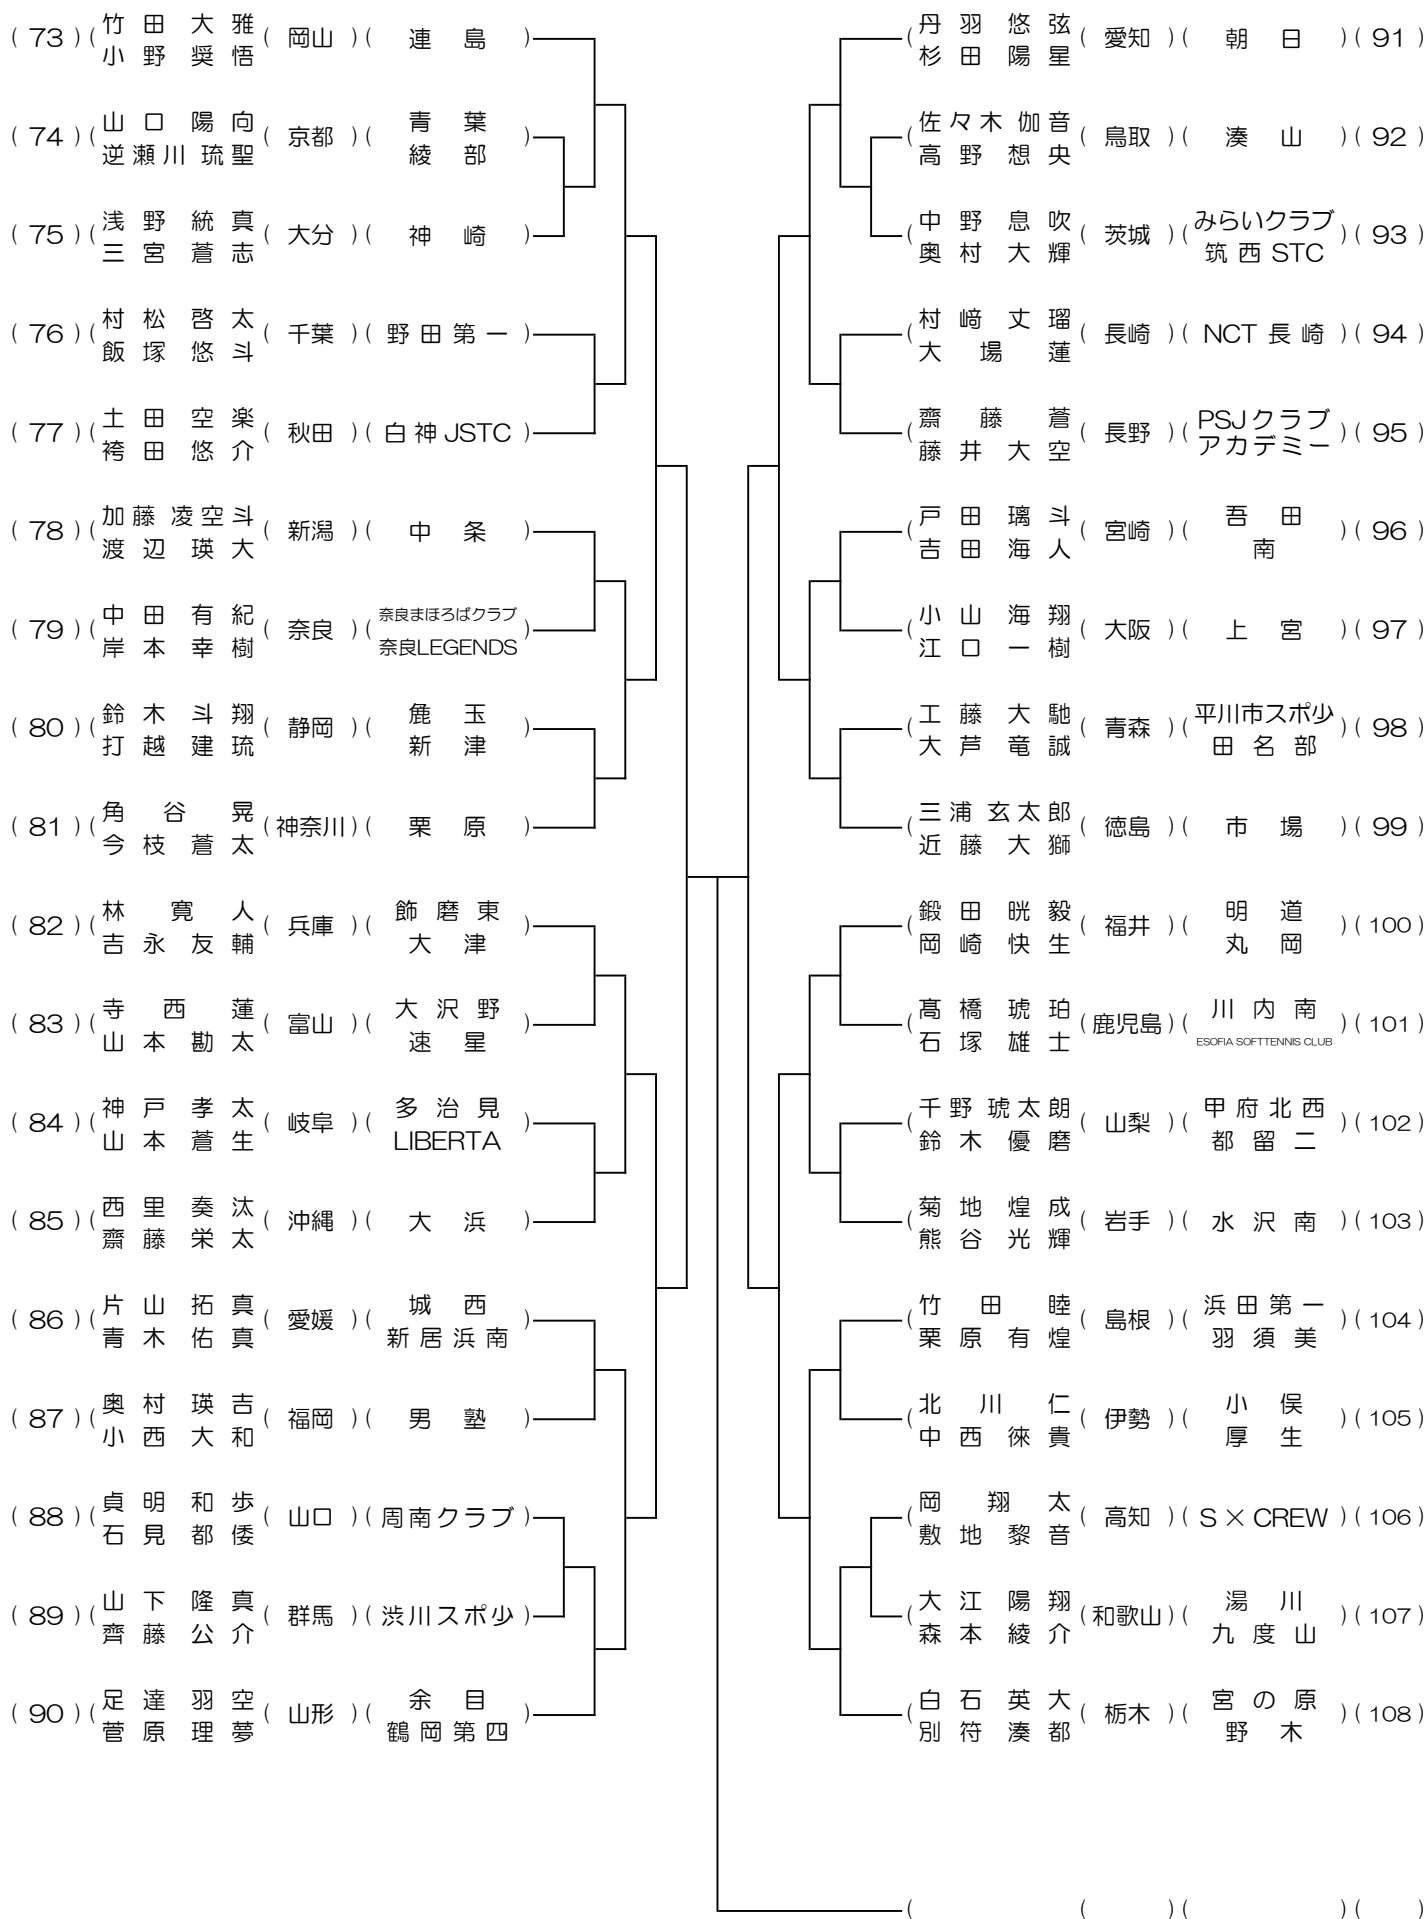 (73)(竹田大雅 (岡山)( 連島 )
小野奨悟
(74)(山口陽向 (京都)( 青葉 )
逆瀬川琉聖 綾部
(75)(浅野統真 (大分)( 神崎 )
三宮蒼志
(76)(村松啓太 (千葉)( 野田第一 )
飯塚悠斗
(77)(土田空楽 (秋田)( 白神JSTC )
袴田悠介
(78)(加藤凌空斗 (新潟)( 中条 )
渡辺瑛大
(79)(中田有紀 (奈良)( 奈良まほろばクラブ )
岸本幸樹 奈良LEGENDS
(80)(鈴木斗翔 (静岡)( 麁玉 )
打越建琉 新津
(81)(角谷晃 (神奈川)( 栗原 )
今枝蒼太
(82)(林寛人 (兵庫)( 飾磨東 )
吉永友輔 大津
(83)(寺西蓮 (富山)( 大沢野 )
山本勘太 速星
(84)(神戸孝太 (岐阜)( 多治見 )
山本蒼生 LIBERTA
(85)(西里奏汰 (沖縄)( 大浜 )
齋藤栄太
(86)(片山拓真 (愛媛)( 城西 )
青木佑真 新居浜南
(87)(奥村瑛吉 (福岡)( 男塾 )
小西大和
(88)(貞明和歩 (山口)( 周南クラブ )
石見都倭
(89)(山下隆真 (群馬)( 渋川スポ少 )
齊藤公介
(90)(足達羽空 (山形)( 余目 )
菅原理夢 鶴岡第四
(丹羽悠弦 (愛知)( 朝日 )(91)
杉田陽星
(佐々木伽音 (鳥取)( 湊山 )(92)
高野想央
(中野息吹 (茨城)( みらいクラブ )(93)
奥村大輝 筑西STC
(村﨑丈瑠 (長崎)( NCT長崎 )(94)
大場蓮
(齋藤蒼 (長野)( PSJクラブ )(95)
藤井大空 アカデミー
(戸田璃斗 (宮崎)( 吾田 )(96)
吉田海人 南
(小山海翔 (大阪)( 上宮 )(97)
江口一樹
(工藤大馳 (青森)( 平川市スポ少 )(98)
大芦竜誠 田名部
(三浦玄太郎 (徳島)( 市場 )(99)
近藤大獅
(鍛田晄毅 (福井)( 明道 )(100)
岡崎快生 丸岡
(髙橋琥珀 (鹿児島)( 川内南 )(101)
石塚雄士 ESOFIA SOFTTENNIS CLUB
(千野琥太朗 (山梨)( 甲府北西 )(102)
鈴木優磨 都留二
(菊地煌成 (岩手)( 水沢南 )(103)
熊谷光輝
(竹田睦 (島根)( 浜田第一 )(104)
栗原有煌 羽須美
(北川仁 (伊勢)( 小俣 )(105)
中西徠貴 厚生
(岡翔太 (高知)( S×CREW )(106)
敷地黎音
(大江陽翔 (和歌山)( 湯川 )(107)
森本綾介 九度山
(白石英大 (栃木)( 宮の原 )(108)
別符湊都 野木
( ( )( )( )